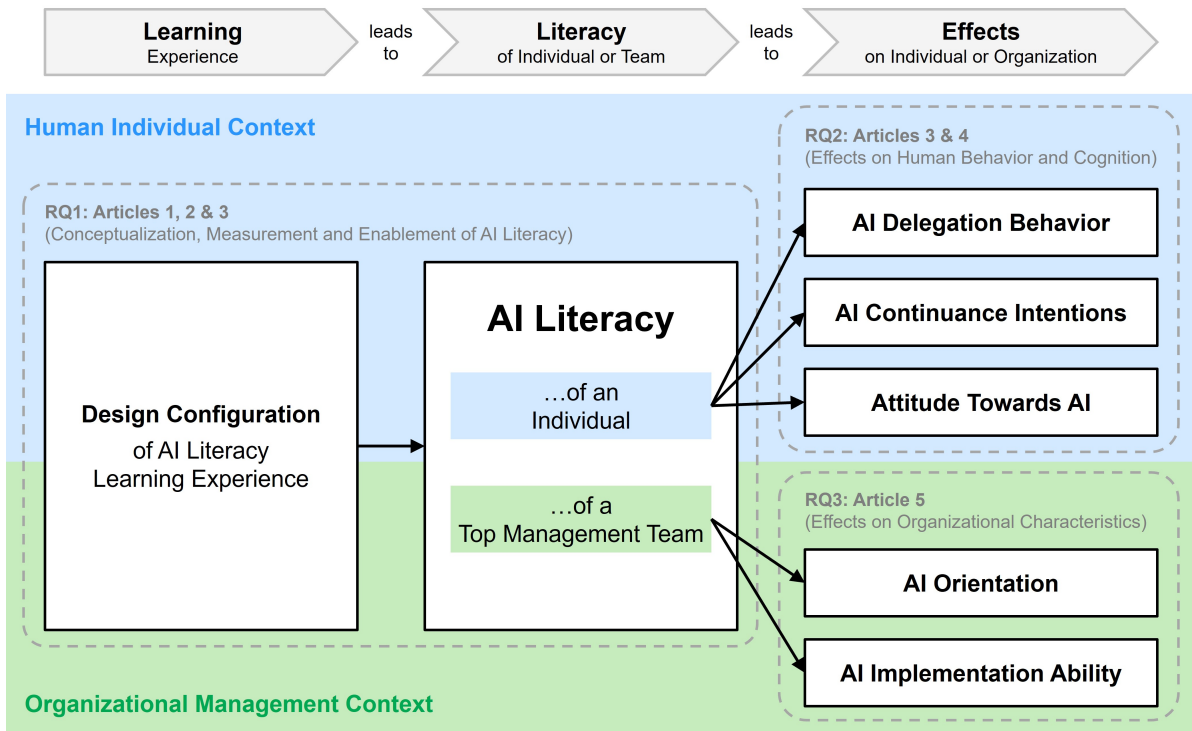 Learning
Experience
leads
to
Literacy
of Individual or Team
leads
to
Effects
on Individual or Organization
Human Individual Context
RQ1: Articles 1, 2 & 3
(Conceptualization, Measurement and Enablement of AI Literacy)
Design Configuration
of AI Literacy
Learning Experience
AI Literacy
…of an
Individual
…of a
Top Management Team
RQ2: Articles 3 & 4
(Effects on Human Behavior and Cognition)
AI Delegation Behavior
AI Continuance Intentions
Attitude Towards AI
RQ3: Article 5
(Effects on Organizational Characteristics)
AI Orientation
AI Implementation Ability
Organizational Management Context